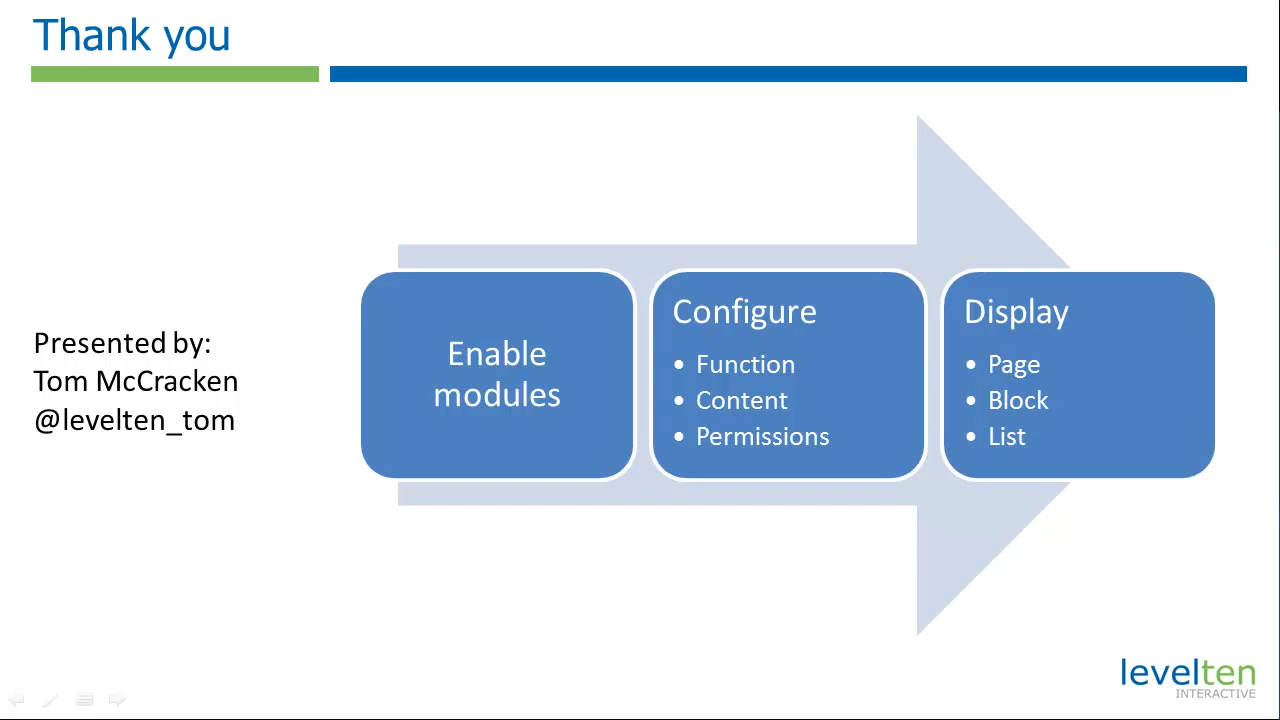 Thank you
Presented by:
Tom McCracken
@levelten_tom
Enable
modules
Configure
• Function
• Content
• Permissions
Display
• Page
• Block
• List
levelten
INTERACTIVE